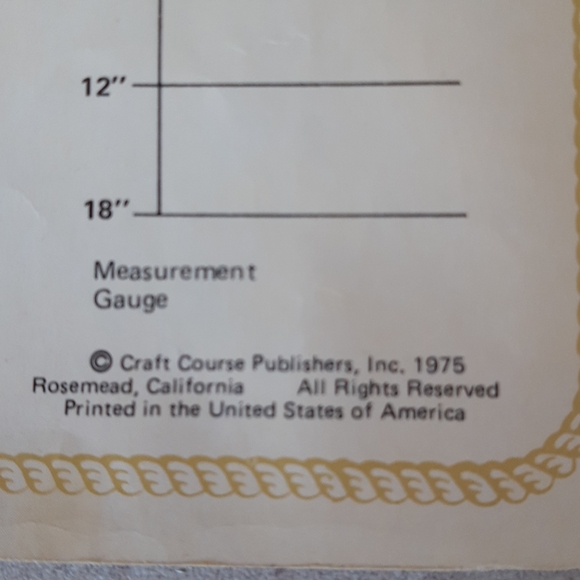 12"
18"
Measurement
Gauge
© Craft Course Publishers, Inc. 1975
Rosemead, California All Rights Reserved
Printed in the United States of America